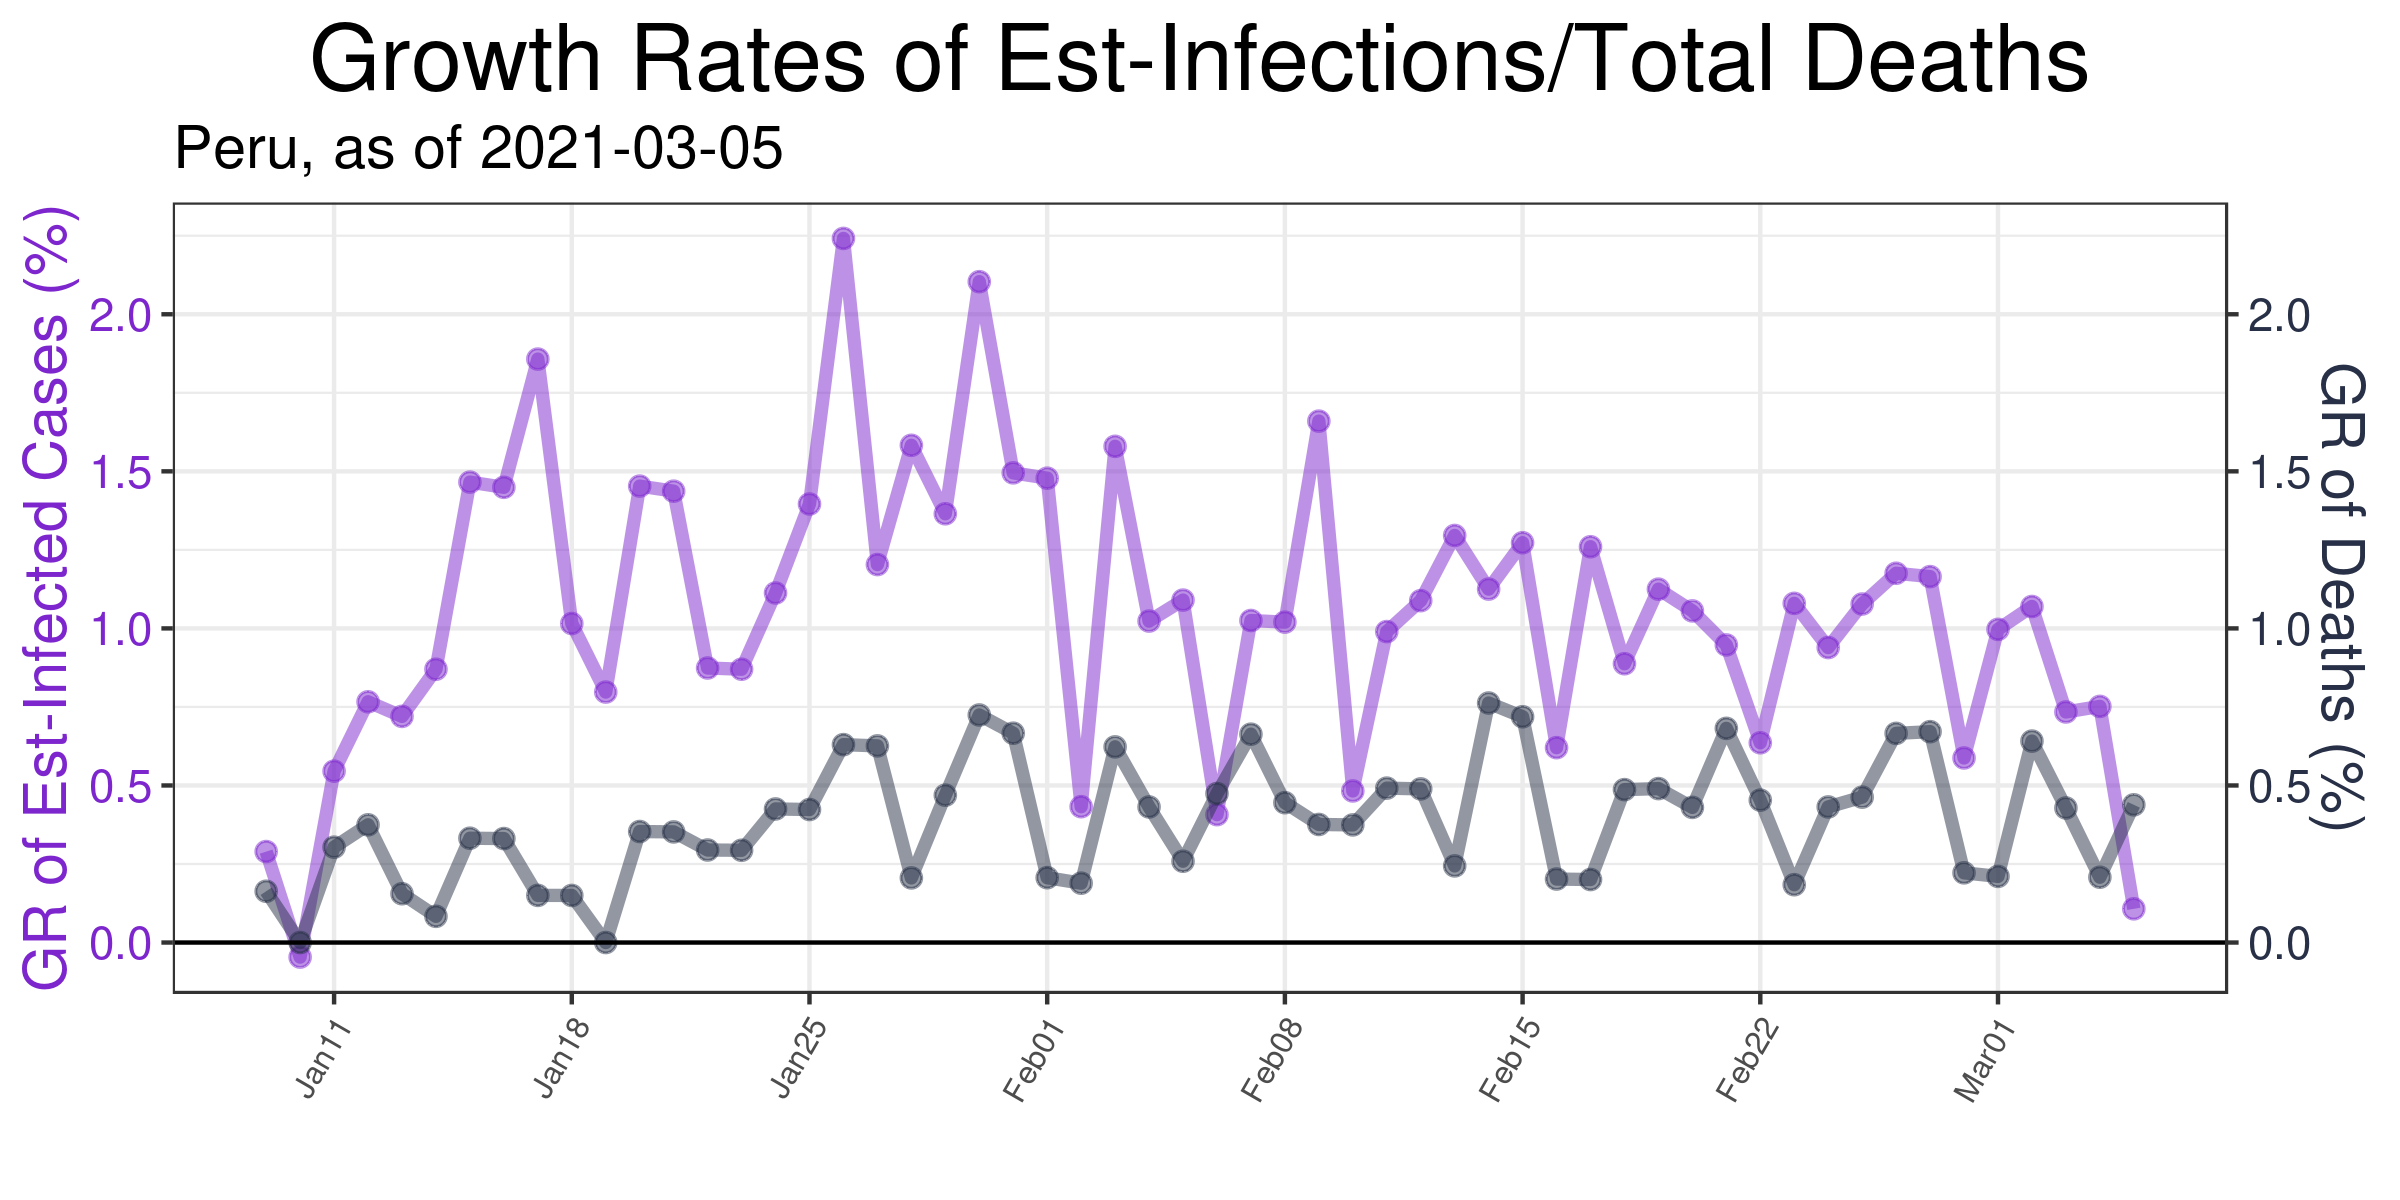 Growth Rates of Est-Infections/Total Deaths
Peru, as of 2021-03-05
GR of Est-Infected Cases (%)
2.0
1.5
1.0
0.5
0.0
2.0
1.5
1.0
0.5
0.0
GR of Deaths (%)
Jan11
Jan18
Jan25
Feb01
Feb08
Feb15
Feb22
Mar01